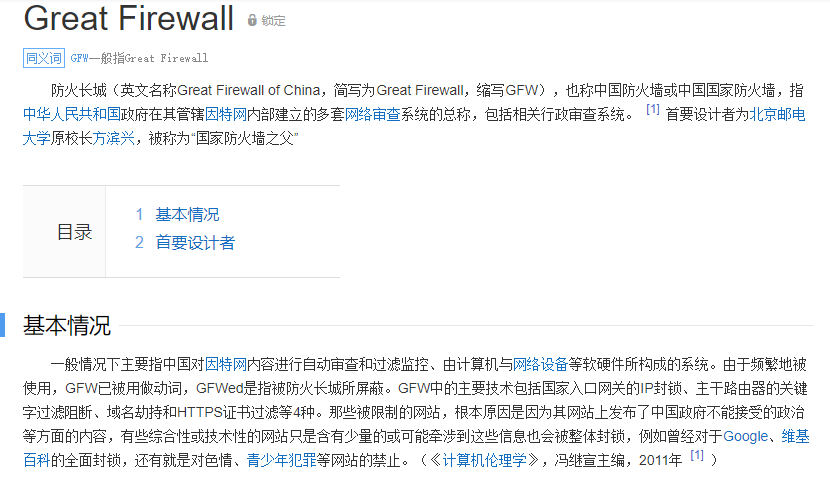 Great Firewall 锁定
同义词 GFW一般指Great Firewall
防火长城（英文名称Great Firewall of China，简写为Great Firewall，缩写GFW），也称中国防火墙或中国国家防火墙，指
中华人民共和国政府在其管辖因特网内部建立的多套网络审查系统的总称，包括相关行政审查系统。 [1] 首要设计者为北京邮电
大学原校长方滨兴，被称为“国家防火墙之父”
目录
1 基本情况
2 首要设计者
基本情况
一般情况下主要指中国对因特网内容进行自动审查和过滤监控、由计算机与网络设备等软硬件所构成的系统。由于频繁地被
使用，GFW已被用做动词，GFWed是指被防火长城所屏蔽。GFW中的主要技术包括国家入口网关的IP封锁、主干路由器的关键
字过滤阻断、域名劫持和HTTPS证书过滤等4种。那些被限制的网站，根本原因是因为其网站上发布了中国政府不能接受的政治
等方面的内容，有些综合性或技术性的网站只是含有少量的或可能牵涉到这些信息也会被整体封锁，例如曾经对于Google、维基
百科的全面封锁，还有就是对色情、青少年犯罪等网站的禁止。（《计算机伦理学》，冯继宣主编，2011年 [1] ）